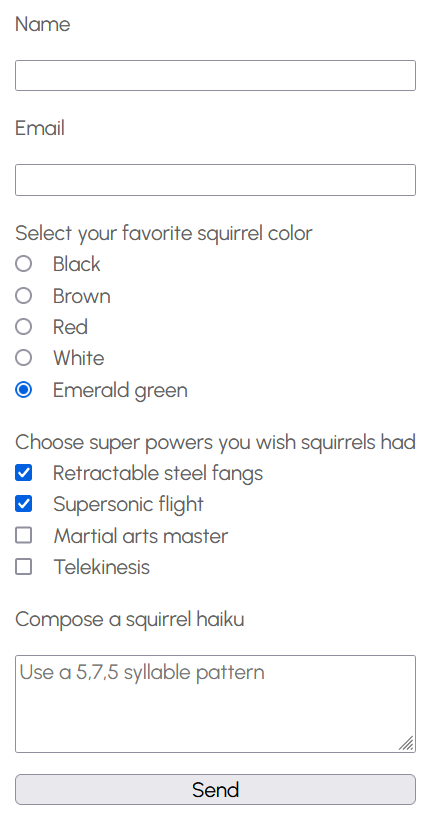 Name
Email
Select your favorite squirrel color
Black
Brown
Red
White
Emerald green
Choose super powers you wish squirrels had
Retractable steel fangs
Supersonic flight
Martial arts master
Telekinesis
Compose a squirrel haiku
Use a 5,7,5 syllable pattern
Send